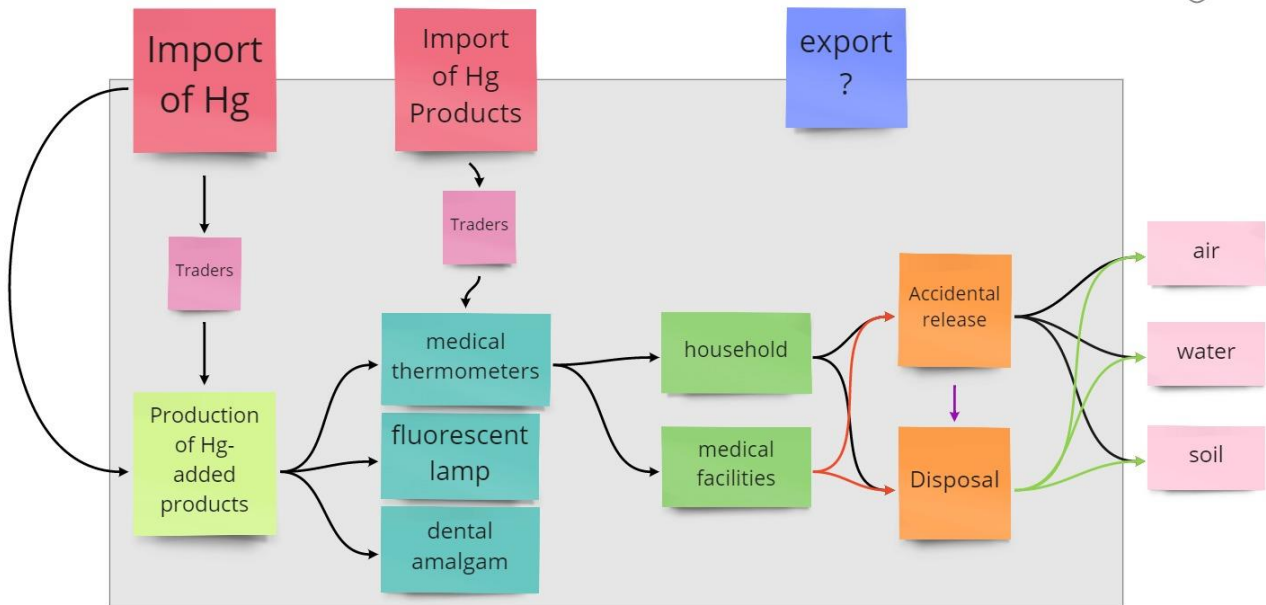 Import
of Hg
Import
of Hg
Products
export
?
Traders
Traders
Production
of Hg-
added
products
medical
thermometers
fluorescent
lamp
dental
amalgam
household
medical
facilities
Accidental
release
Disposal
air
water
soil